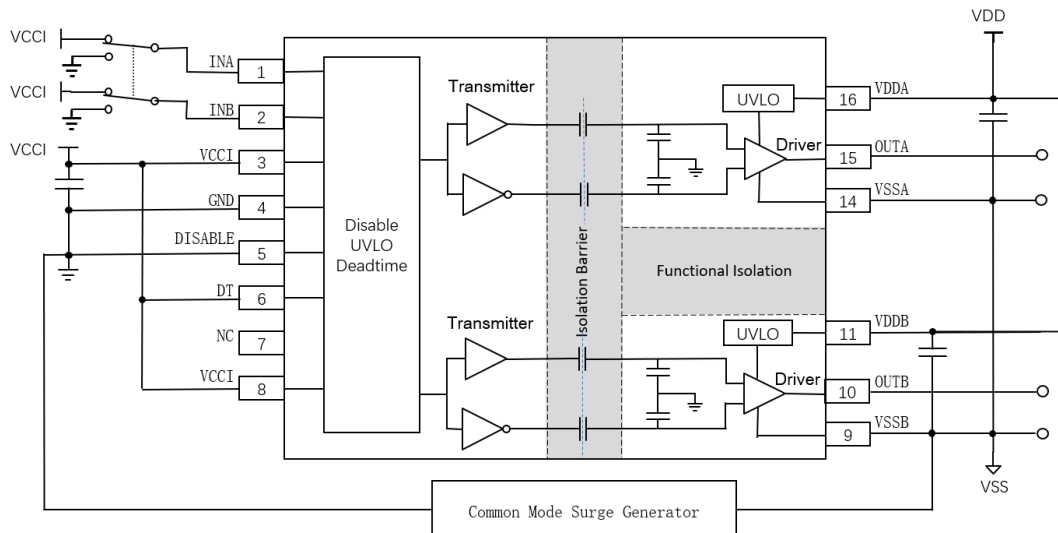 VCCI
INA
1
VCCI
INB
2
VCCI
VCCI
3
GND
4
DISABLE
5
DT
6
NC
7
VCCI
8
Disable
UVLO
Deadtime
Transmitter
Transmitter
Isolation Barrier
Functional Isolation
UVLO
Driver
UVLO
Driver
VDD
16
VDDA
15
OUTA
14
VSSA
11
VDDB
10
OUTB
9
VSSB
VSS
Common Mode Surge Generator